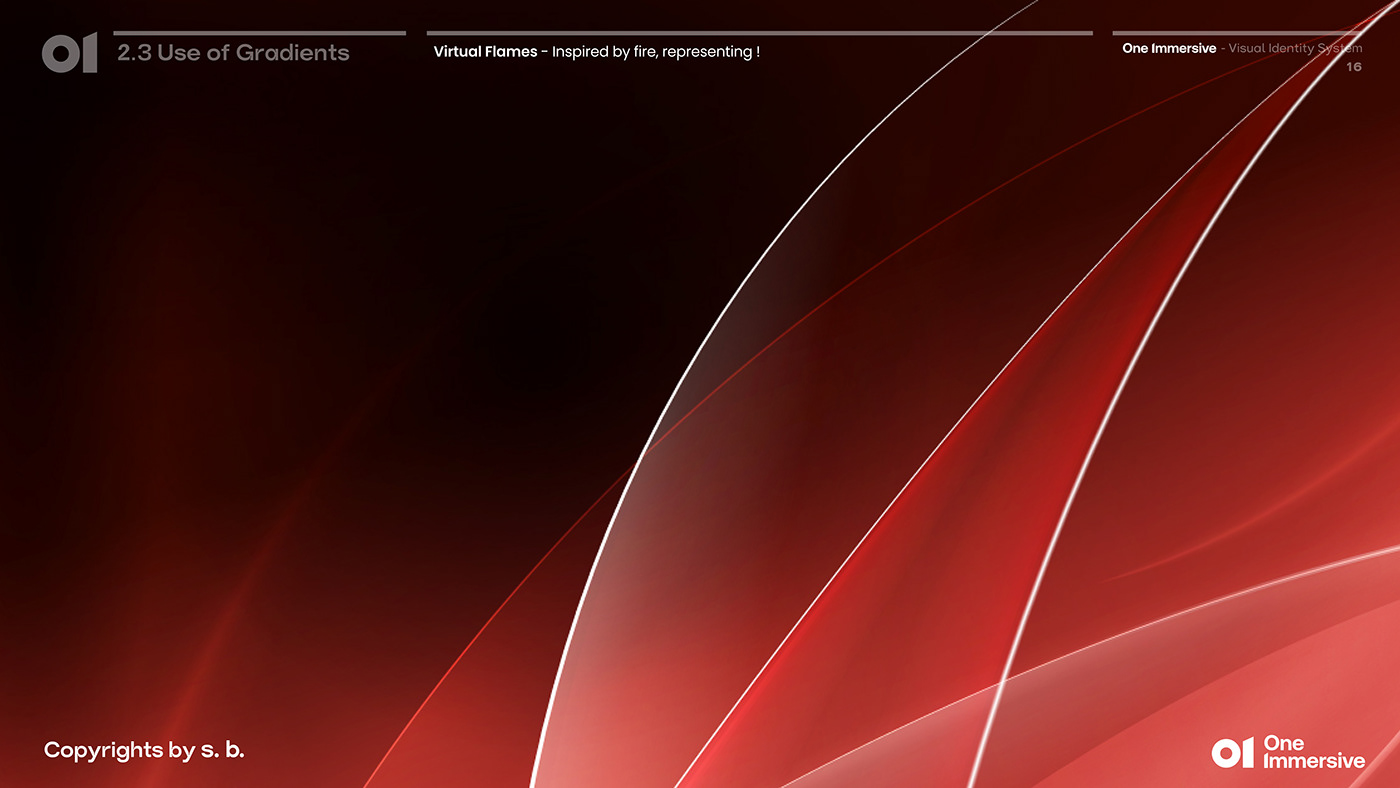 01 2.3 Use of Gradients
Virtual Flames – Inspired by fire, representing !
One Immersive - Visual Identity System
16
Copyrights by s. b.
01 One
Immersive